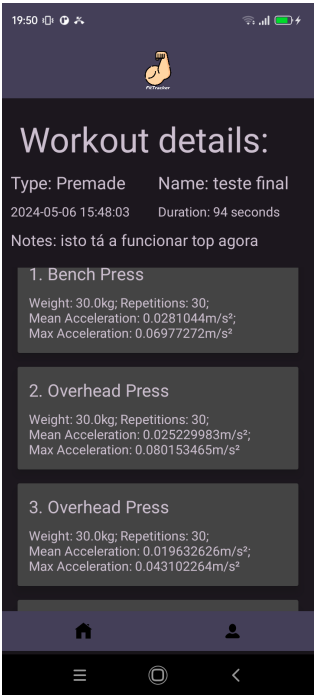 19:50
FitTracker
Workout details:
Type: Premade Name: teste final
2024-05-06 15:48:03 Duration: 94 seconds
Notes: isto tá a funcionar top agora
1. Bench Press
Weight: 30.0kg; Repetitions: 30;
Mean Acceleration: 0.0281044m/s²;
Max Acceleration: 0.06977272m/s²
2. Overhead Press
Weight: 30.0kg; Repetitions: 30;
Mean Acceleration: 0.025229983m/s²;
Max Acceleration: 0.080153465m/s²
3. Overhead Press
Weight: 30.0kg; Repetitions: 30;
Mean Acceleration: 0.019632626m/s²;
Max Acceleration: 0.043102264m/s²